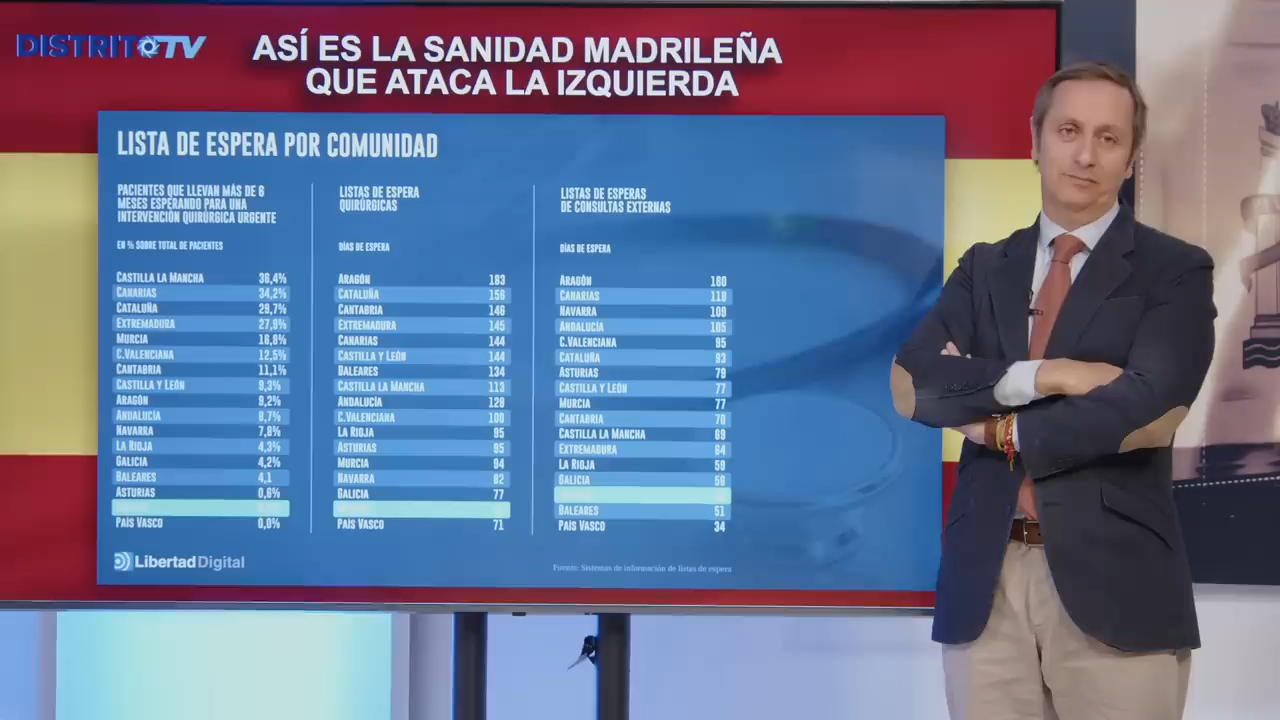 DISTRITOTV
ASÍ ES LA SANIDAD MADRILEÑA
QUE ATACA LA IZQUIERDA
LISTA DE ESPERA POR COMUNIDAD
PACIENTES QUE LLEVAN MÁS DE 6
MESES ESPERANDO PARA UNA
INTERVENCIÓN QUIRÚRGICA URGENTE
EN % SOBRE TOTAL DE PACIENTES
CASTILLA LA MANCHA 36,4%
CANARIAS 34,2%
CATALUÑA 29,7%
EXTREMADURA 27,9%
MURCIA 16,8%
C.VALENCIANA 12,5%
CANTABRIA 11,1%
CASTILLA Y LEÓN 9,3%
ARAGÓN 9,2%
ANDALUCÍA 8,7%
NAVARRA 7,8%
LA RIOJA 4,3%
GALICIA 4,2%
BALEARES 4,1
ASTURIAS 0,6%
PAÍS VASCO 0,0%
LISTAS DE ESPERA
QUIRÚRGICAS
DÍAS DE ESPERA
ARAGÓN 163
CATALUÑA 156
CANTABRIA 146
EXTREMADURA 145
CANARIAS 144
CASTILLA Y LEÓN 144
BALEARES 134
CASTILLA LA MANCHA 113
ANDALUCÍA 128
C.VALENCIANA 100
LA RIOJA 95
ASTURIAS 95
MURCIA 94
NAVARRA 82
GALICIA 77
PAÍS VASCO 71
LISTAS DE ESPERAS
DE CONSULTAS EXTERNAS
DÍAS DE ESPERA
ARAGÓN 160
CANARIAS 118
NAVARRA 109
ANDALUCÍA 105
C.VALENCIANA 95
CATALUÑA 93
ASTURIAS 79
CASTILLA Y LEÓN 77
MURCIA 77
CANTABRIA 70
CASTILLA LA MANCHA 69
EXTREMADURA 64
LA RIOJA 59
GALICIA 56
BALEARES 51
PAÍS VASCO 34
Libertad Digital
Fuente: Sistemas de información de listas de espera